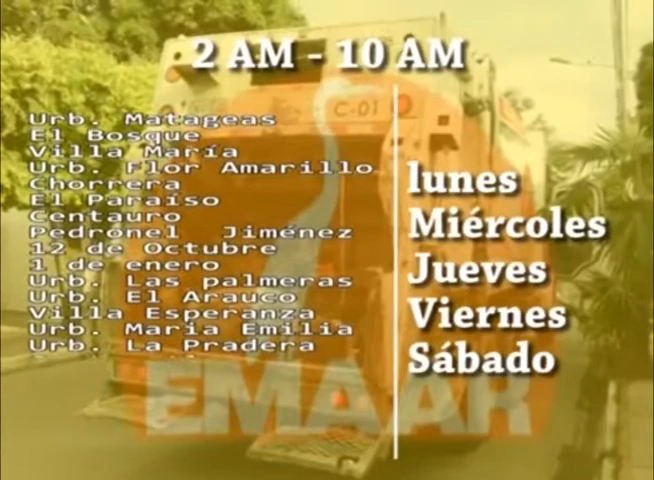 2 AM - 10 AM
C-01
Urb. Matageas
El Bosque
Villa María
Urb. Flor Amarillo
Chorrera
El Paraíso
Centauro
Pedronel Jiménez
12 de Octubre
1 de enero
Urb. Las palmeras
Urb. El Arauco
Villa Esperanza
Urb. Maria Emilia
Urb. La Pradera
lunes
Miércoles
Jueves
Viernes
Sábado
EMAAR